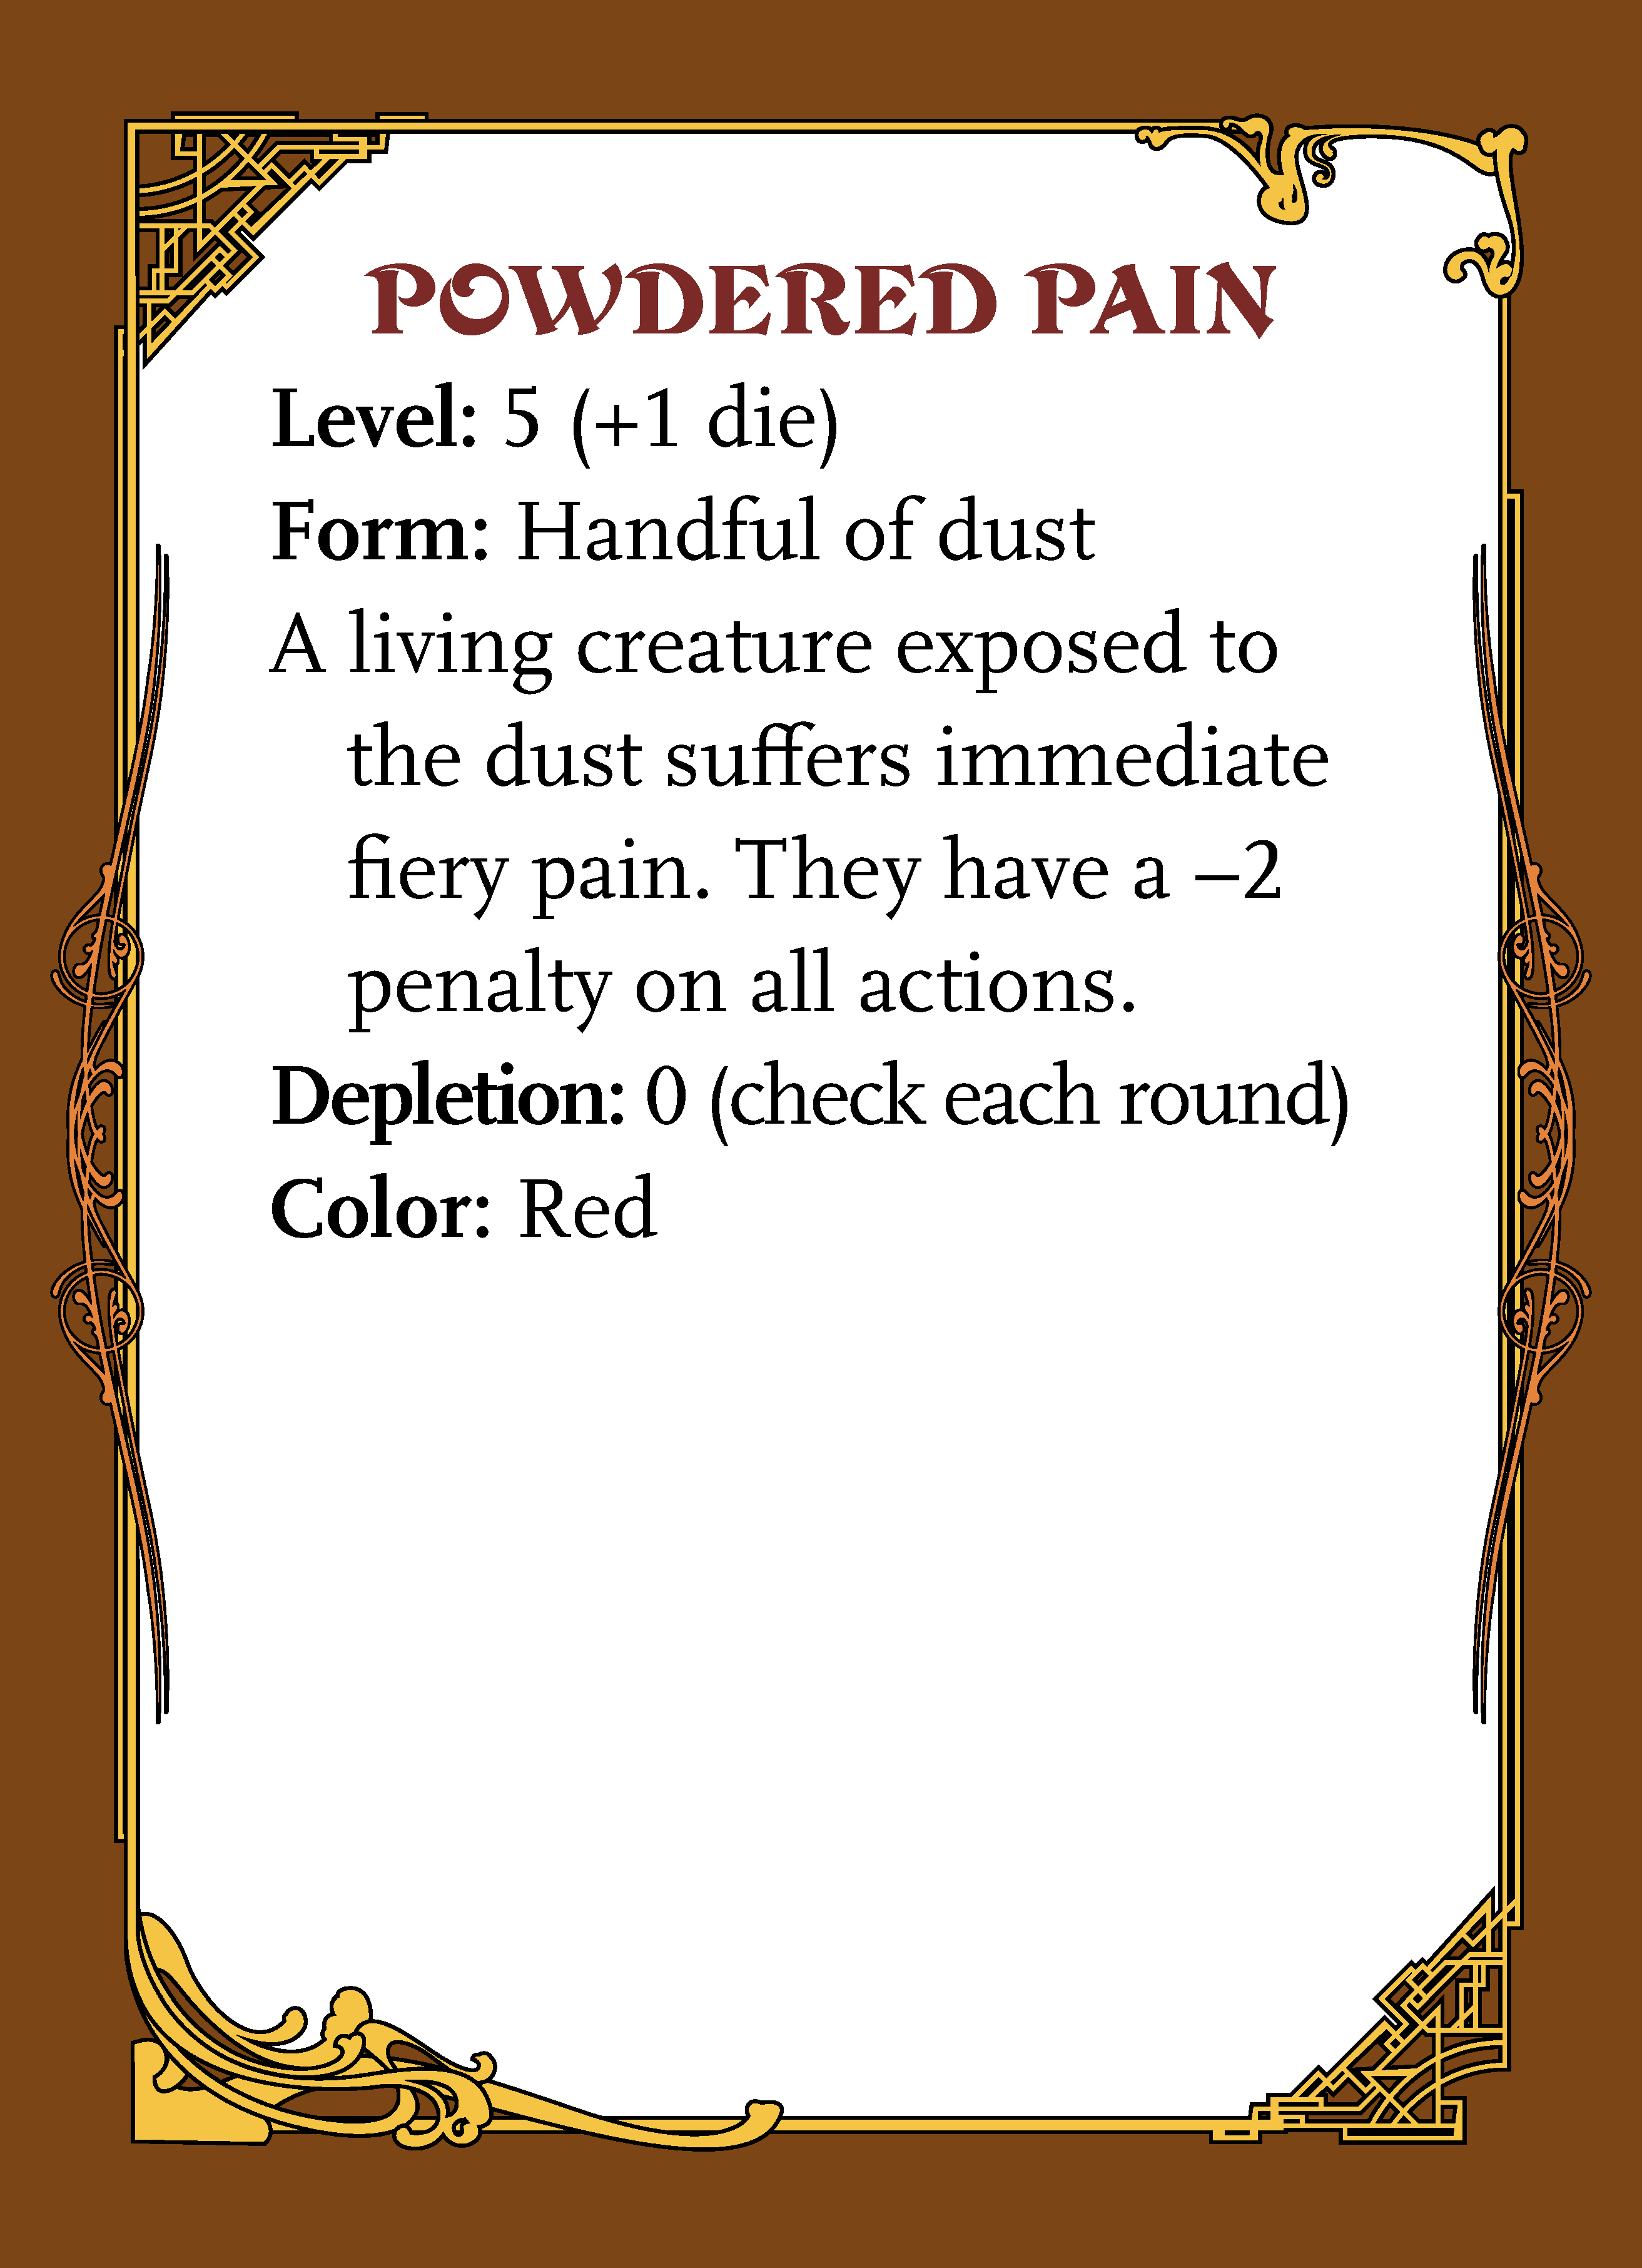 POWDERED PAIN
Level: 5 (+1 die)
Form: Handful of dust
A living creature exposed to
the dust suffers immediate
fiery pain. They have a –2
penalty on all actions.
Depletion: 0 (check each round)
Color: Red